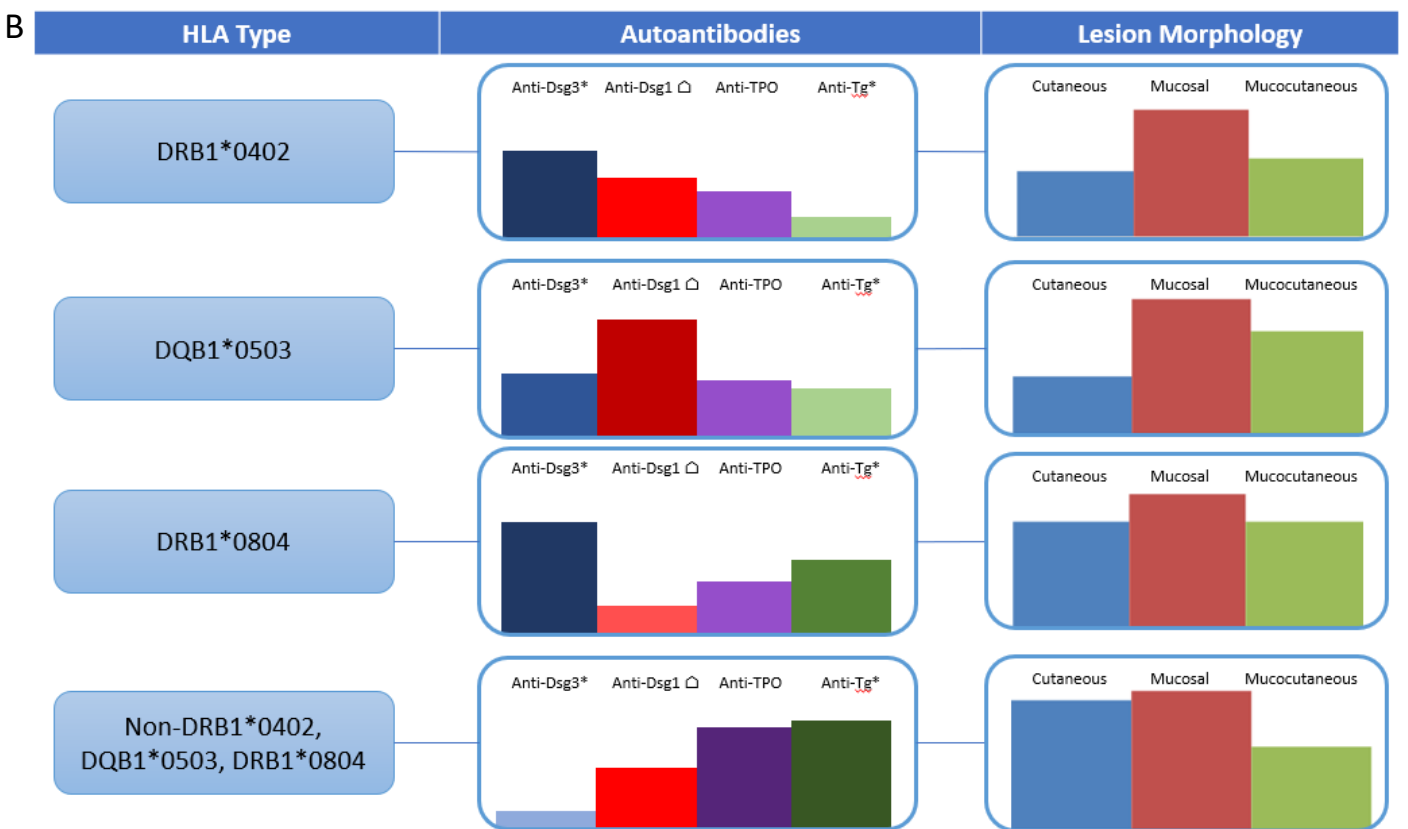 B
HLA Type Autoantibodies Lesion Morphology
DRB1*0402
Anti-Dsg3* Anti-Dsg1 ⌂ Anti-TPO Anti-Tg*
Cutaneous Mucosal Mucocutaneous
DQB1*0503
Anti-Dsg3* Anti-Dsg1 ⌂ Anti-TPO Anti-Tg*
Cutaneous Mucosal Mucocutaneous
DRB1*0804
Anti-Dsg3* Anti-Dsg1 ⌂ Anti-TPO Anti-Tg*
Cutaneous Mucosal Mucocutaneous
Non-DRB1*0402,
DQB1*0503, DRB1*0804
Anti-Dsg3* Anti-Dsg1 ⌂ Anti-TPO Anti-Tg*
Cutaneous Mucosal Mucocutaneous